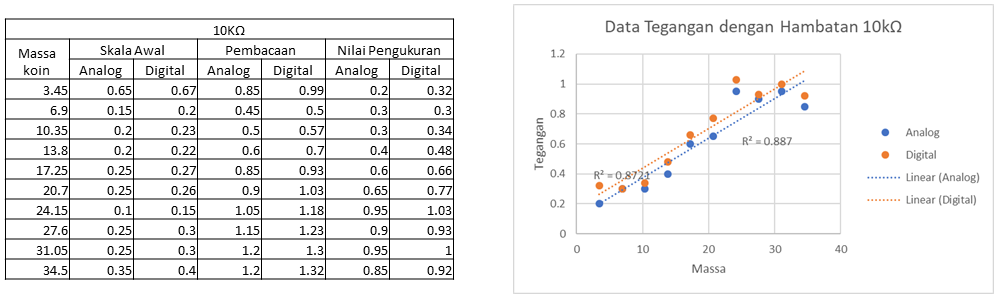 10KΩ
Massa koin Skala Awal Pembacaan Nilai Pengukuran
Analog Digital Analog Digital Analog Digital
3.45 0.65 0.67 0.85 0.99 0.2 0.32
6.9 0.15 0.2 0.45 0.5 0.3 0.3
10.35 0.2 0.23 0.5 0.57 0.3 0.34
13.8 0.2 0.22 0.6 0.7 0.4 0.48
17.25 0.25 0.27 0.85 0.93 0.6 0.66
20.7 0.25 0.26 0.9 1.03 0.65 0.77
24.15 0.1 0.15 1.05 1.18 0.95 1.03
27.6 0.25 0.3 1.15 1.23 0.9 0.93
31.05 0.25 0.3 1.2 1.3 0.95 1
34.5 0.35 0.4 1.2 1.32 0.85 0.92
Data Tegangan dengan Hambatan 10kΩ
1.2
1
0.8
0.6
0.4
0.2
0
Tegangan
R² = 0.887
R² = 0.8721
0 10 20 30 40
Massa
Analog
Digital
Linear (Analog)
Linear (Digital)